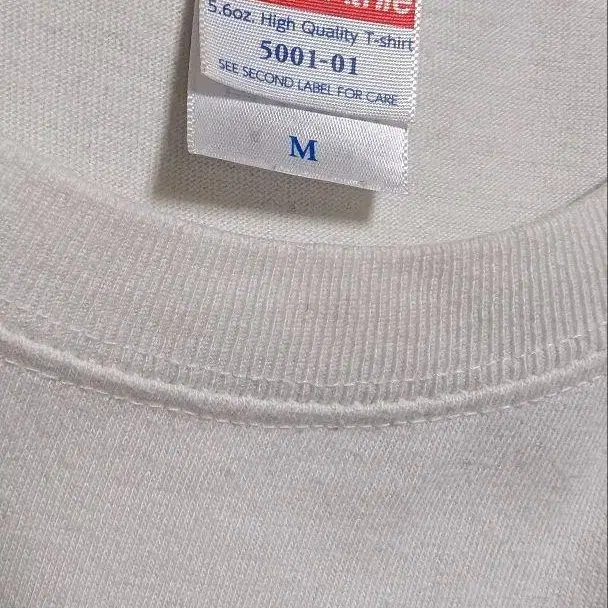 5.6oz. High Quality T-shirt
5001-01
SEE SECOND LABEL FOR CARE
M